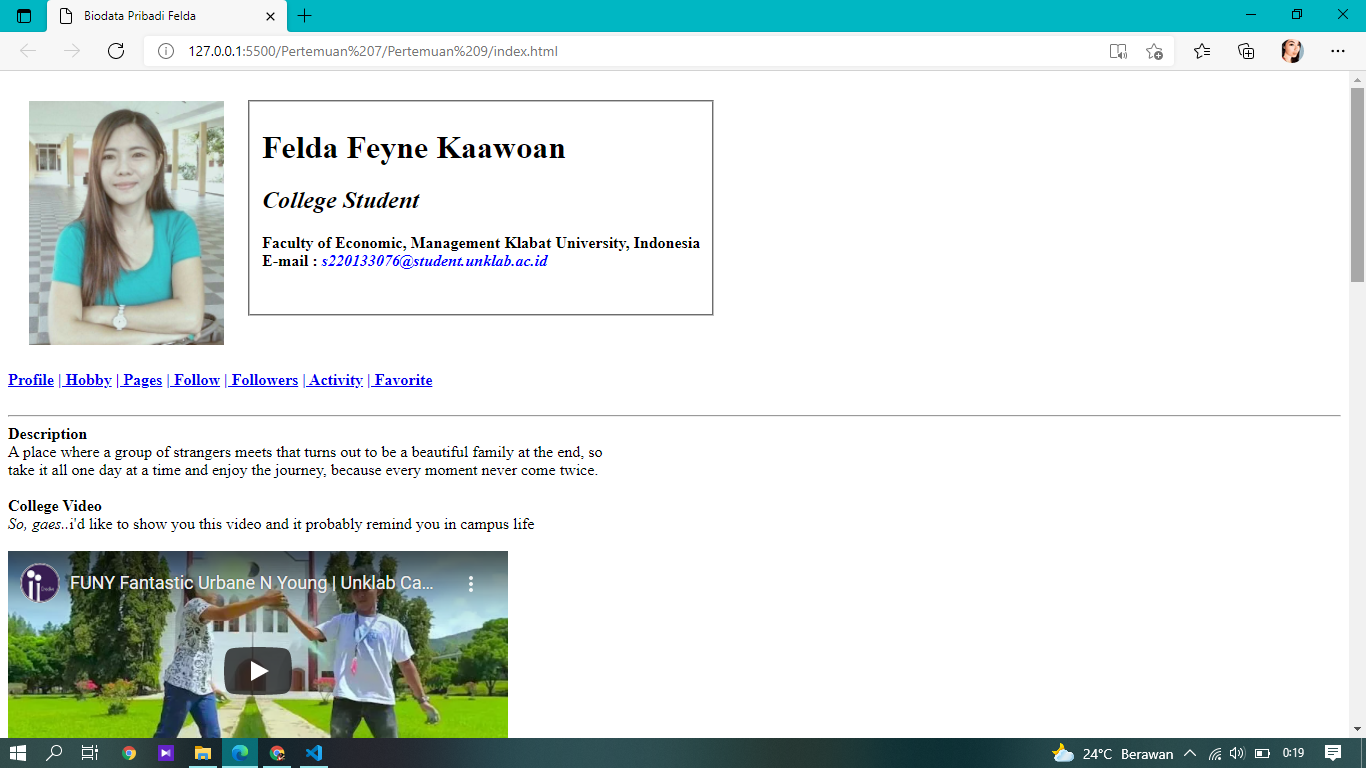 Biodata Pribadi Felda
127.0.0.1:5500/Pertemuan%207/Pertemuan%209/index.html
Felda Feyne Kaawoan
College Student
Faculty of Economic, Management Klabat University, Indonesia
E-mail : s220133076@student.unklab.ac.id
Profile | Hobby | Pages | Follow | Followers | Activity | Favorite
Description
A place where a group of strangers meets that turns out to be a beautiful family at the end, so
take it all one day at a time and enjoy the journey, because every moment never come twice.
College Video
So, gaes..i'd like to show you this video and it probably remind you in campus life
FUNY Fantastic Urbane N Young | Unklab Ca...
24°C Berawan
0:19